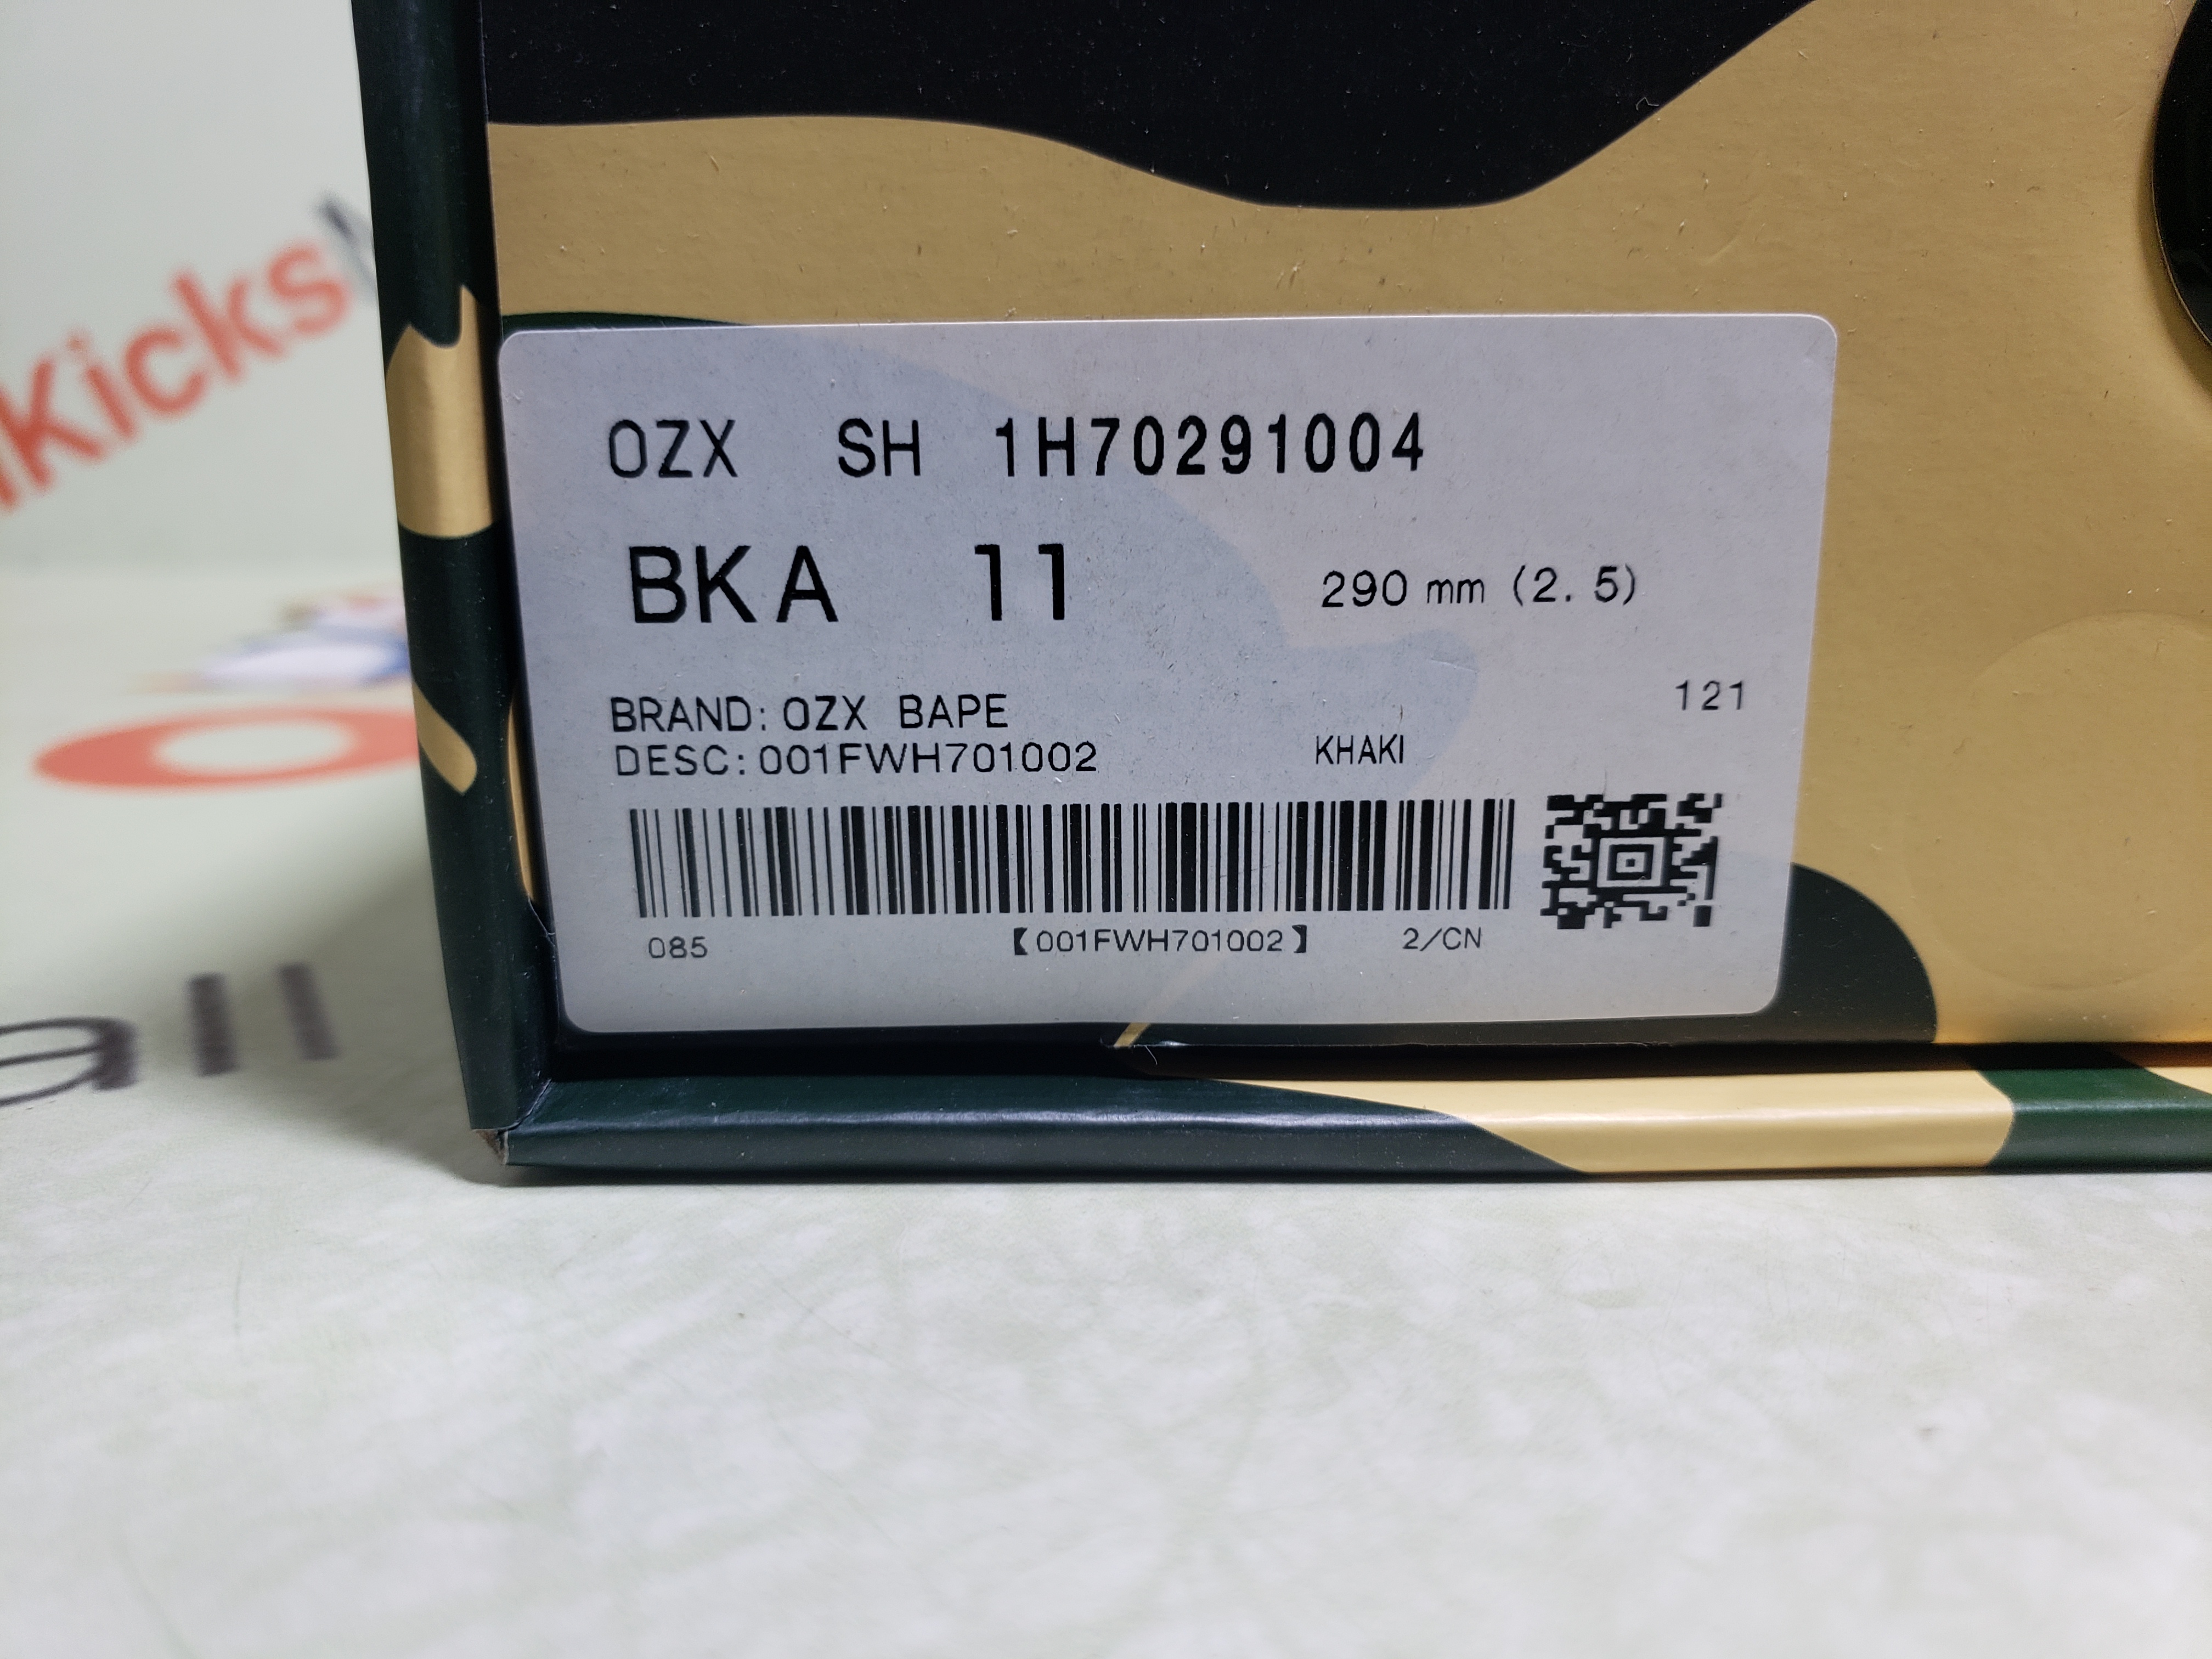 kicks
all
OZX SH 1H70291004
BKA 11 290 mm (2.5)
121
BRAND: OZX BAPE
DESC: 001FWH701002 KHAKI
085 【001FWH701002】 2/CN